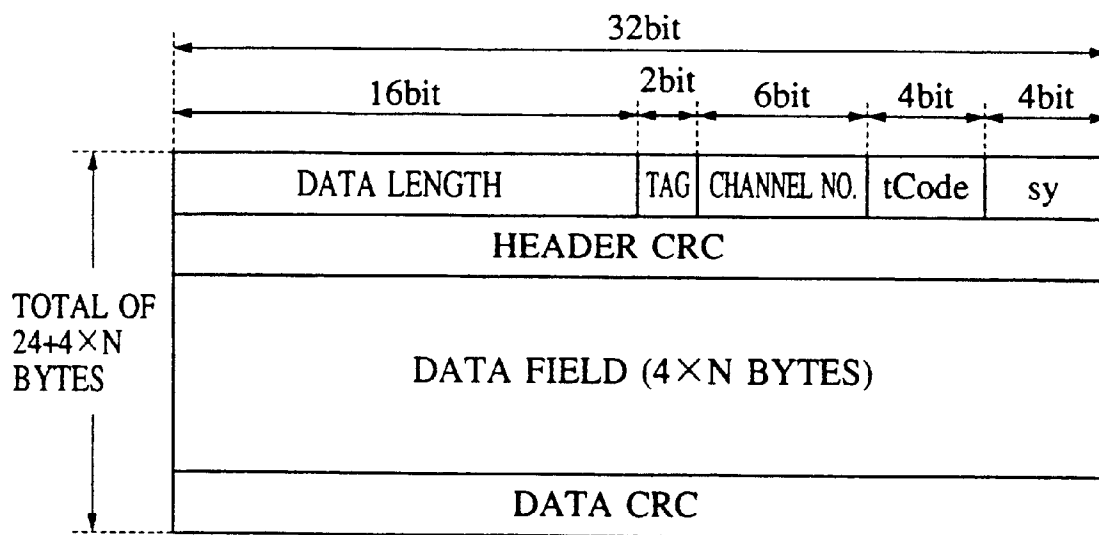 32bit
16bit 2bit 6bit 4bit 4bit
DATA LENGTH TAG CHANNEL NO. tCode sy
HEADER CRC
TOTAL OF
24+4×N
BYTES
DATA FIELD (4×N BYTES)
DATA CRC